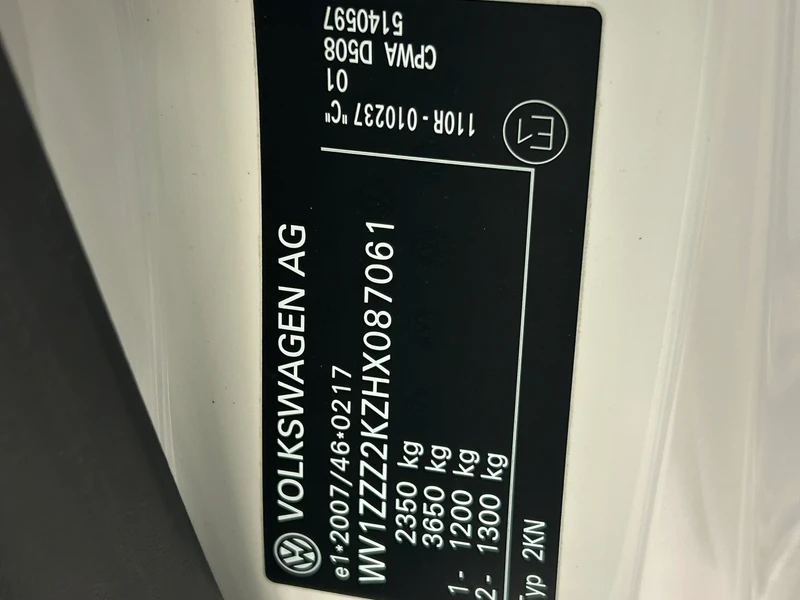 VOLKSWAGEN AG
e1*2007/46*0217
WV1ZZZ2KZHX087061
2350 kg
3650 kg
1- 1200 kg
2- 1300 kg
Typ 2KN
E1
110R-010237 "C"
01
CPWA D508
5140597